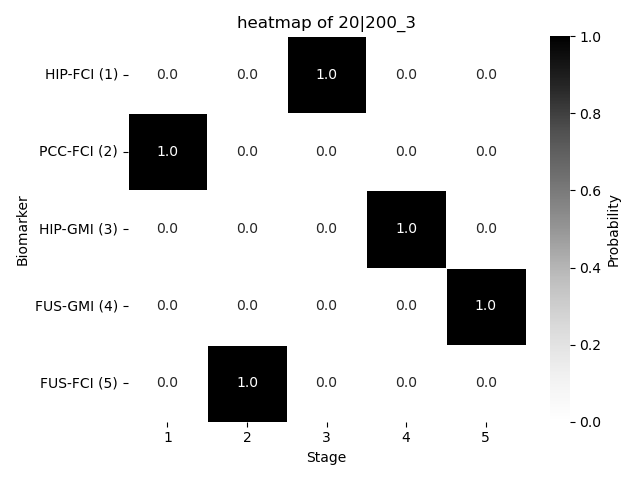 heatmap of 20|200_3
Biomarker
HIP-FCI (1) 0.0 0.0 1.0 0.0 0.0
PCC-FCI (2) 1.0 0.0 0.0 0.0 0.0
HIP-GMI (3) 0.0 0.0 0.0 1.0 0.0
FUS-GMI (4) 0.0 0.0 0.0 0.0 1.0
FUS-FCI (5) 0.0 1.0 0.0 0.0 0.0
1 2 3 4 5
Stage
1.0
0.8
0.6
0.4
0.2
0.0
Probability